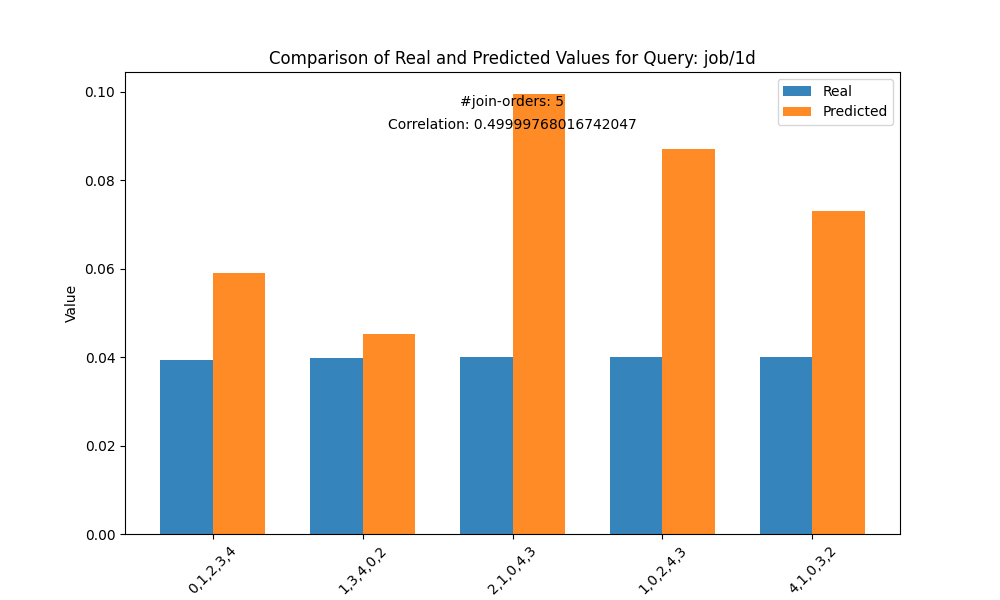 Comparison of Real and Predicted Values for Query: job/1d
#join-orders: 5
Correlation: 0.49999768016742047
Real
Predicted
Value
0.10
0.08
0.06
0.04
0.02
0.00
0,1,2,3,4
1,3,4,0,2
2,1,0,4,3
1,0,2,4,3
4,1,0,3,2